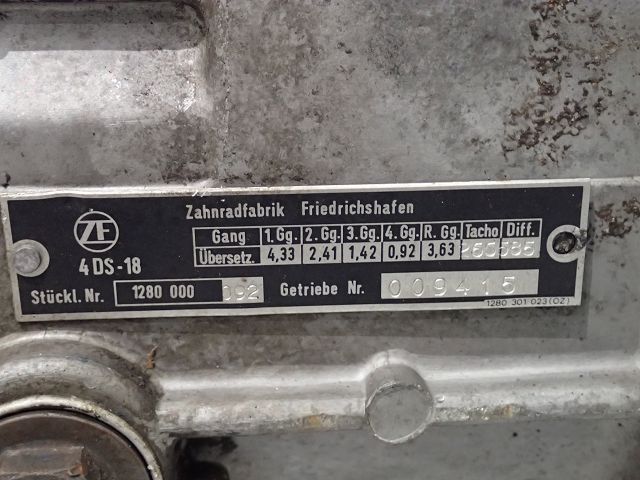 Zahnradfabrik Friedrichshafen
ZF
4 DS-18
Gang 1.Gg. 2.Gg. 3.Gg. 4.Gg. R.Gg. Tacho Diff.
Übersetz. 4,33 2,41 1,42 0,92 3,63
Stückl. Nr. 1280 000 092 Getriebe Nr. 009415
1280 301 023 (OZ)